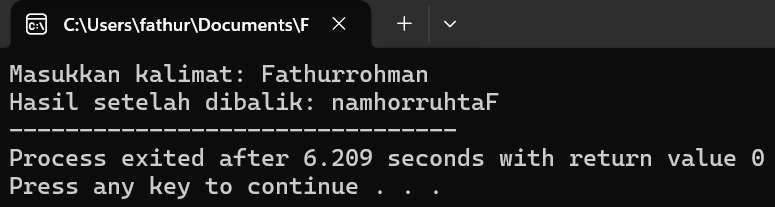 C:\Users\fathur\Documents\F
Masukkan kalimat: Fathurrohman
Hasil setelah dibalik: namhorruhtaF
--------------------------------
Process exited after 6.209 seconds with return value 0
Press any key to continue . . .